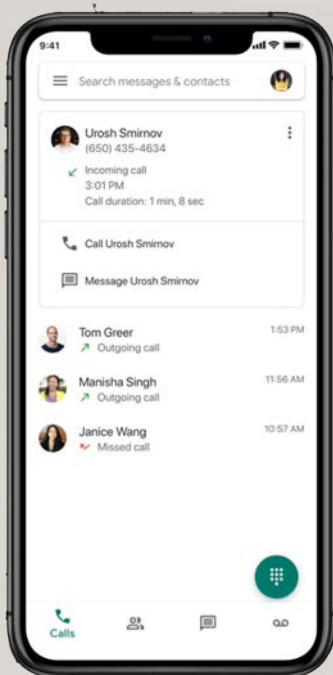 9:41
Search messages & contacts
Urosh Smirnov
(650) 435-4634
Incoming call
3:01 PM
Call duration: 1 min, 8 sec
Call Urosh Smirnov
Message Urosh Smirnov
Tom Greer 1:53 PM
Outgoing call
Manisha Singh 11:56 AM
Outgoing call
Janice Wang 10:57 AM
Missed call
Calls